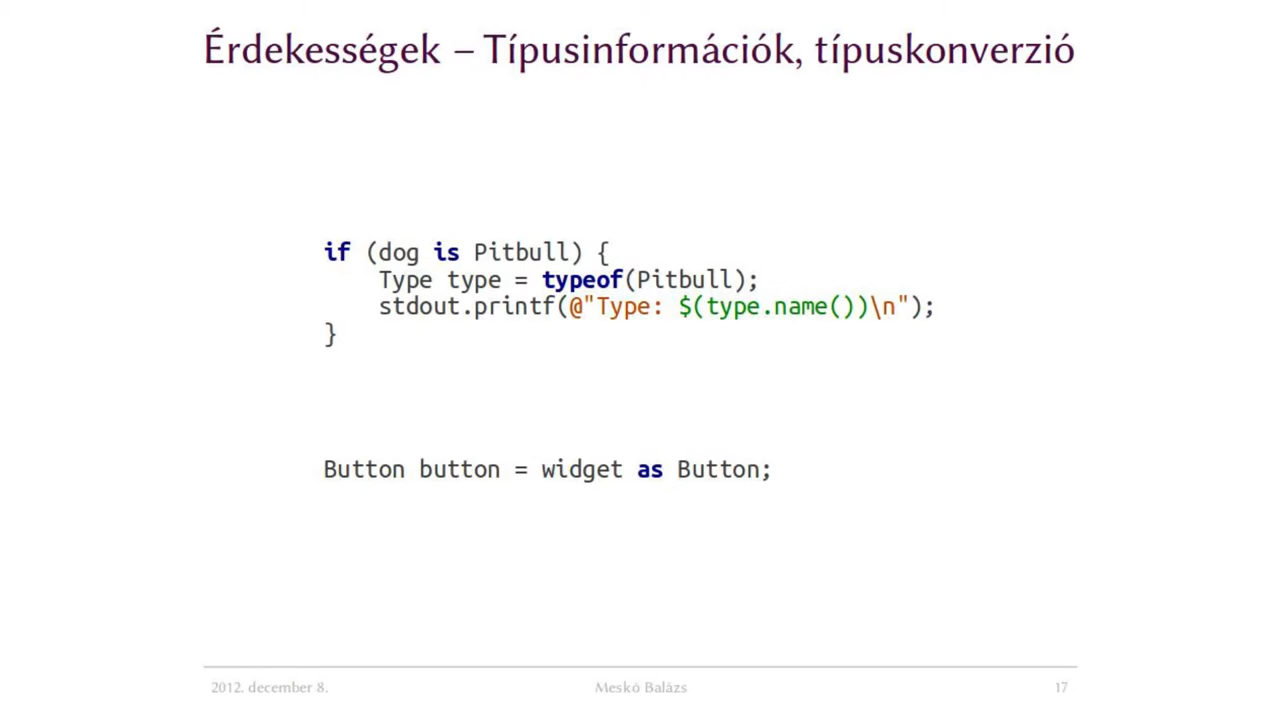 Érdekességek – Típusinformációk, típuskonverzió
if (dog is Pitbull) {
    Type type = typeof(Pitbull);
    stdout.printf(@"Type: $(type.name())\n");
}
Button button = widget as Button;
2012. december 8. Meskó Balázs 17